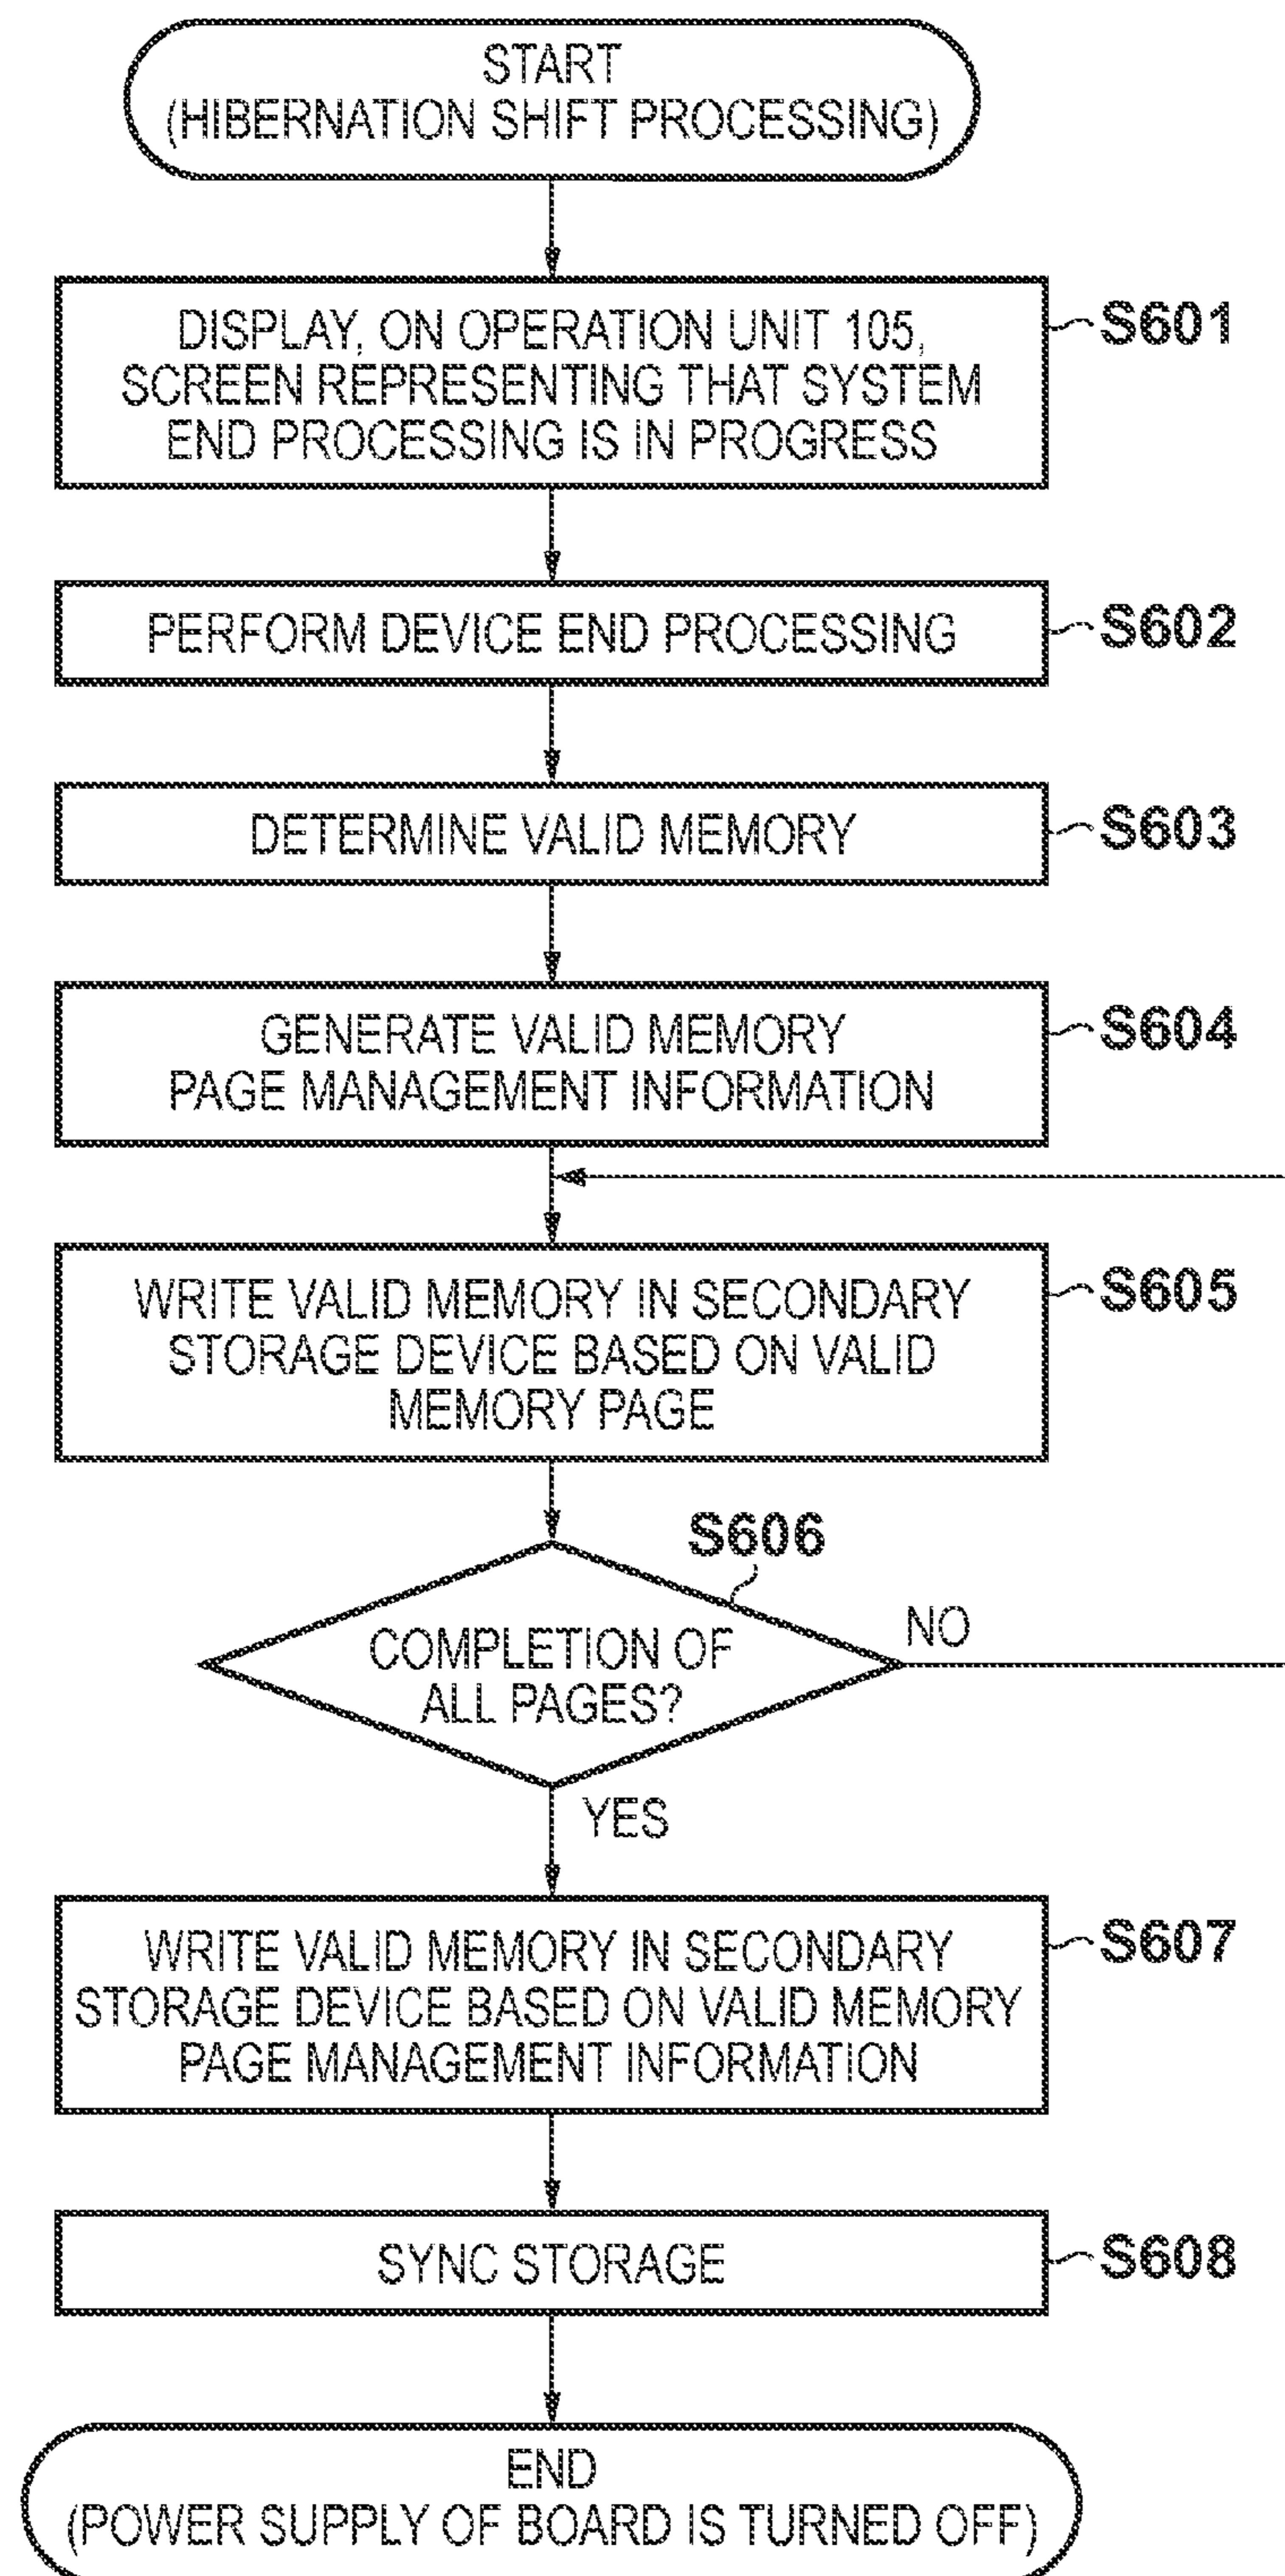 START
(HIBERNATION SHIFT PROCESSING)
DISPLAY, ON OPERATION UNIT 105,
SCREEN REPRESENTING THAT SYSTEM
END PROCESSING IS IN PROGRESS
S601
PERFORM DEVICE END PROCESSING
S602
DETERMINE VALID MEMORY
S603
GENERATE VALID MEMORY
PAGE MANAGEMENT INFORMATION
S604
WRITE VALID MEMORY IN SECONDARY
STORAGE DEVICE BASED ON VALID
MEMORY PAGE
S605
S606
COMPLETION OF
ALL PAGES?
NO
YES
WRITE VALID MEMORY IN SECONDARY
STORAGE DEVICE BASED ON VALID MEMORY
PAGE MANAGEMENT INFORMATION
S607
SYNC STORAGE
S608
END
(POWER SUPPLY OF BOARD IS TURNED OFF)